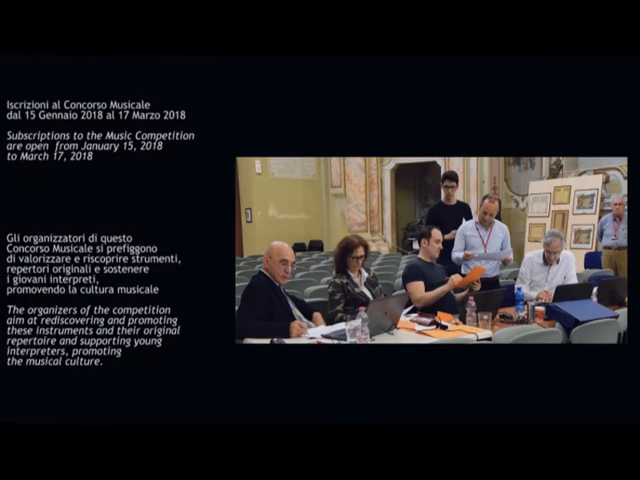 Iscrizioni al Concorso Musicale
dal 15 Gennaio 2018 al 17 Marzo 2018
Subscriptions to the Music Competition
are open from January 15, 2018
to March 17, 2018
Gli organizzatori di questo
Concorso Musicale si prefiggono
di valorizzare e riscoprire strumenti,
repertori originali e sostenere
i giovani interpreti,
promovendo la cultura musicale
The organizers of the competition
aim at rediscovering and promoting
these instruments and their original
repertoire and supporting young
interpreters, promoting
the musical culture.